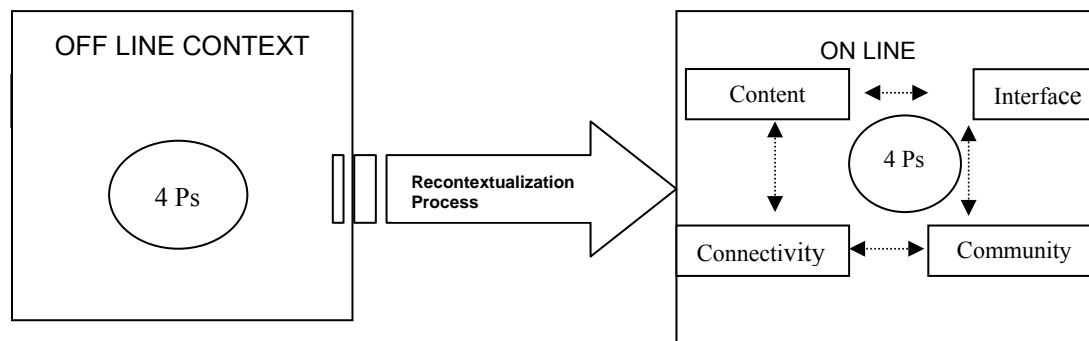 OFF LINE CONTEXT
4 Ps
Recontextualization
Process
ON LINE
Content
Interface
4 Ps
Connectivity
Community